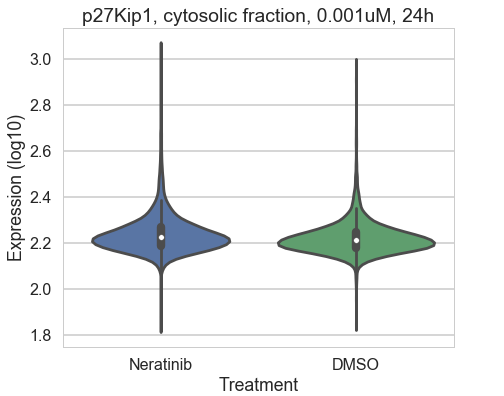 p27Kip1, cytosolic fraction, 0.001uM, 24h
Expression (log10)
3.0
2.8
2.6
2.4
2.2
2.0
1.8
Neratinib DMSO
Treatment